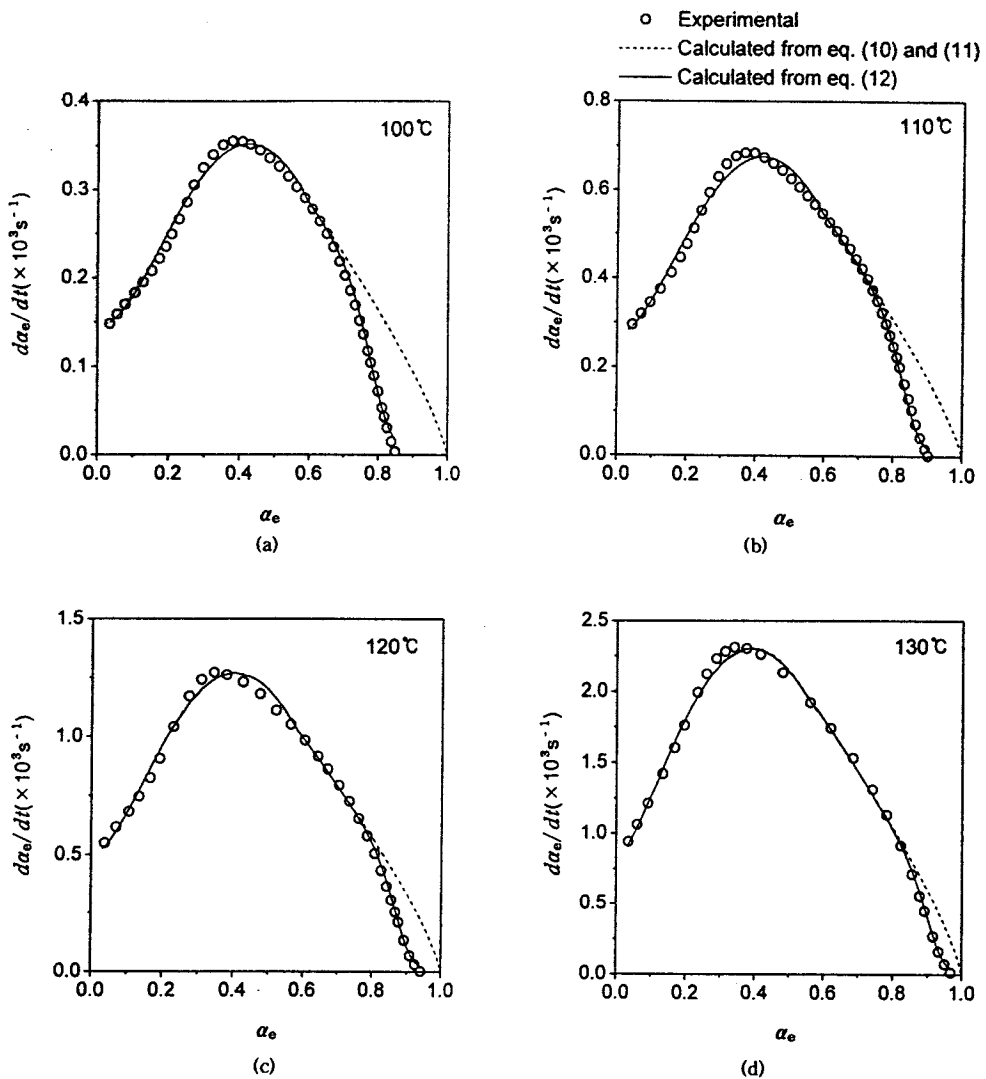 Experimental
Calculated from eq. (10) and (11)
Calculated from eq. (12)
0.4
0.3
0.2
0.1
0.0
0.0 0.2 0.4 0.6 0.8 1.0
100℃
dαe/dt(×10³s⁻¹)
αe
(a)
0.8
0.6
0.4
0.2
0.0
0.0 0.2 0.4 0.6 0.8 1.0
110℃
dαe/dt(×10³s⁻¹)
αe
(b)
1.5
1.0
0.5
0.0
0.0 0.2 0.4 0.6 0.8 1.0
120℃
dαe/dt(×10³s⁻¹)
αe
(c)
2.5
2.0
1.5
1.0
0.5
0.0
0.0 0.2 0.4 0.6 0.8 1.0
130℃
dαe/dt(×10³s⁻¹)
αe
(d)